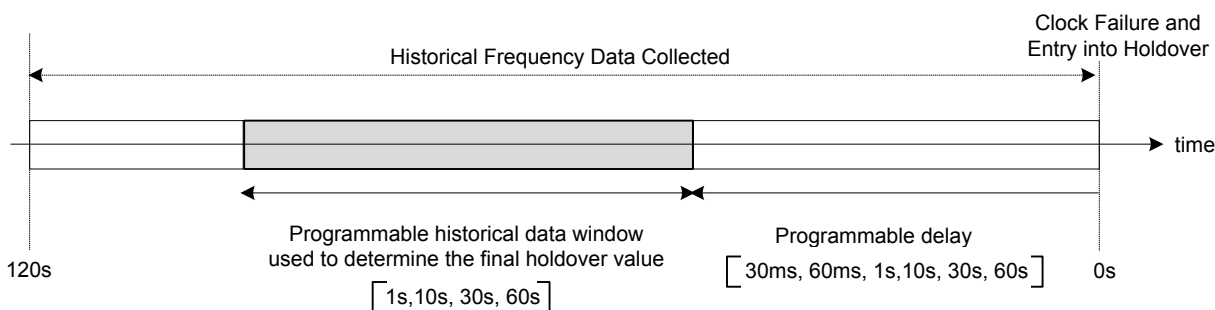 Clock Failure and
Entry into Holdover
Historical Frequency Data Collected
time
Programmable historical data window
used to determine the final holdover value
[1s,10s, 30s, 60s]
Programmable delay
[30ms, 60ms, 1s,10s, 30s, 60s]
120s
0s